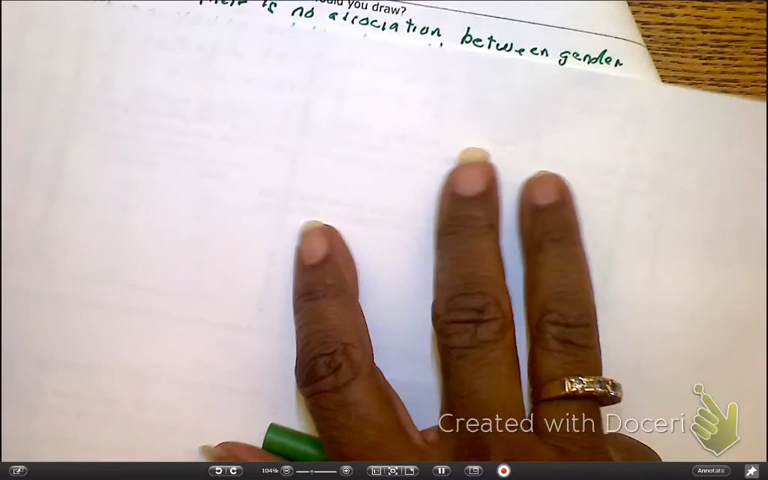 ould you draw?
is no association between gender
Created with Doceri
104%
Annotate